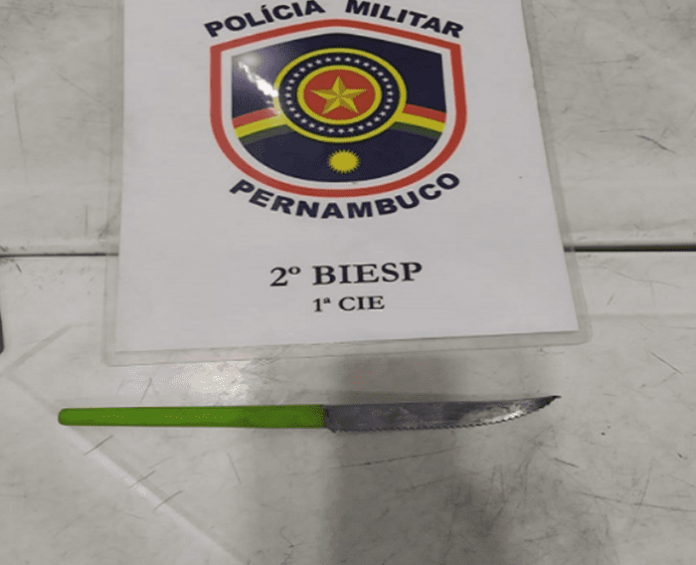 POLÍCIA MILITAR
PERNAMBUCO
2º BIESP
1ª CIE